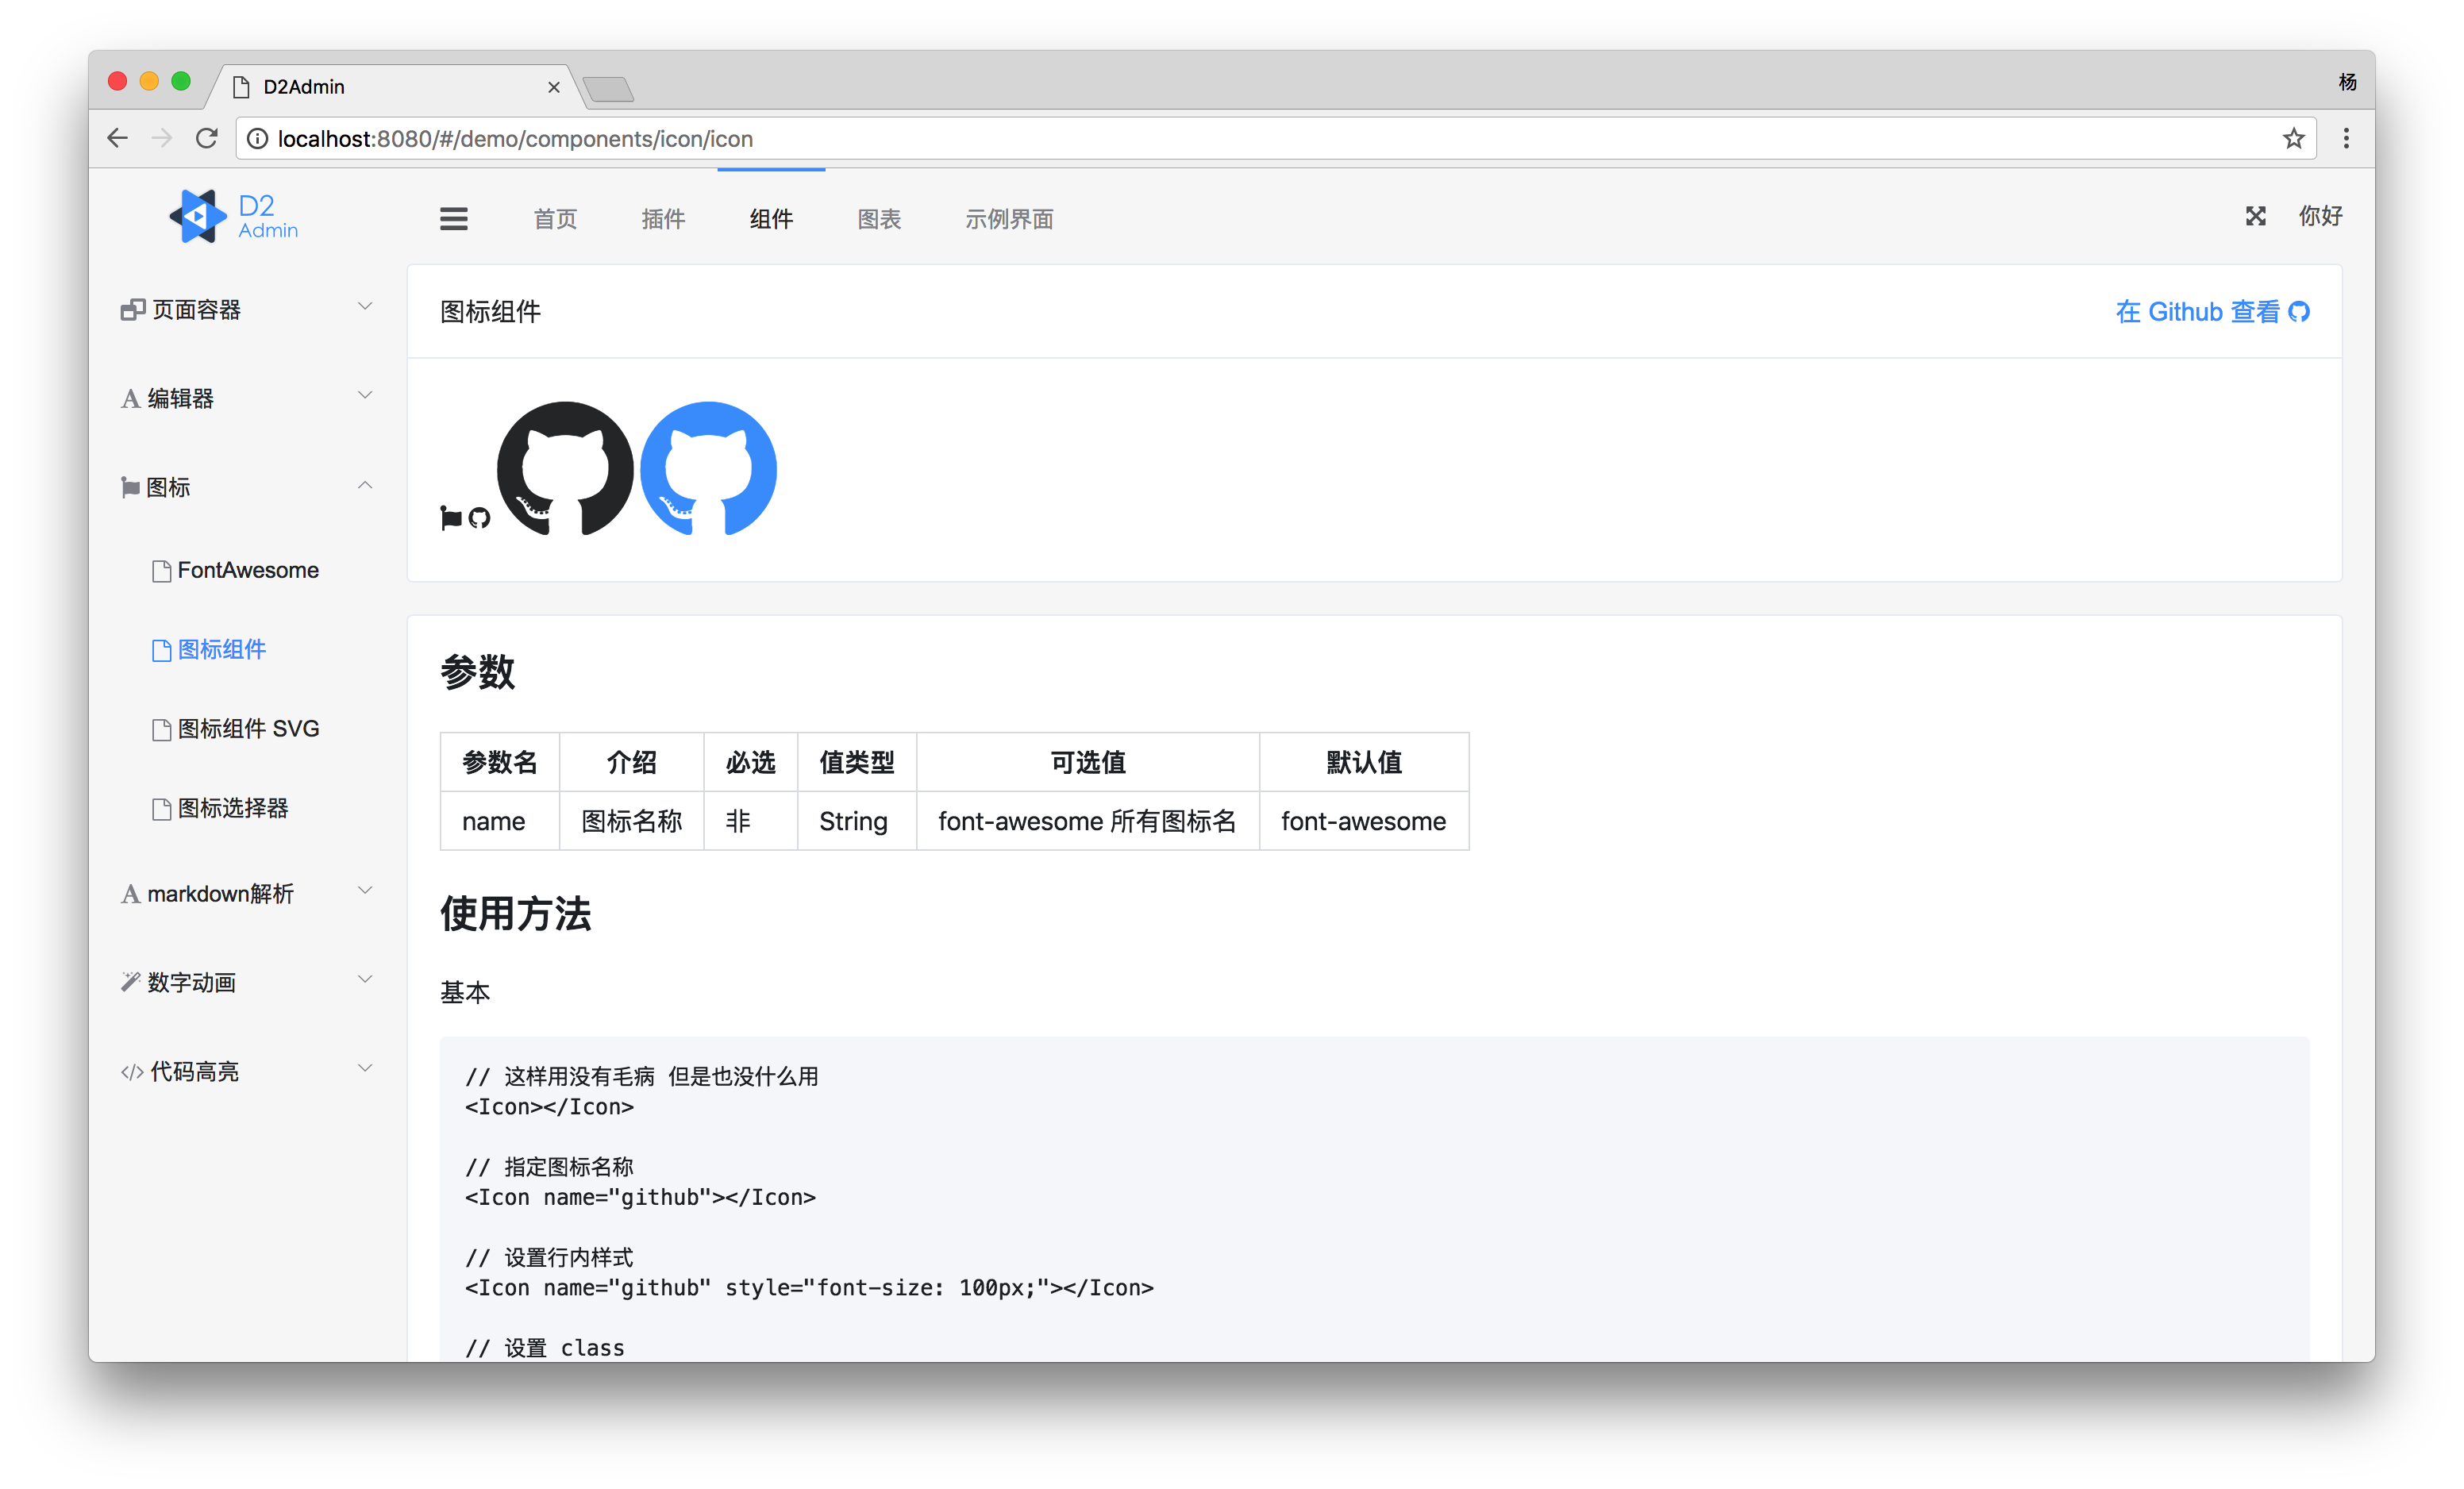 D2Admin
杨
localhost:8080/#/demo/components/icon/icon
D2
Admin
首页 插件 组件 图表 示例界面 你好
页面容器
编辑器
图标
FontAwesome
图标组件
图标组件 SVG
图标选择器
markdown解析
数字动画
代码高亮
图标组件 在 Github 查看
参数
参数名 介绍 必选 值类型 可选值 默认值
name 图标名称 非 String font-awesome 所有图标名 font-awesome
使用方法
基本
// 这样用没有毛病 但是也没什么用
<Icon></Icon>
// 指定图标名称
<Icon name="github"></Icon>
// 设置行内样式
<Icon name="github" style="font-size: 100px;"></Icon>
// 设置 class